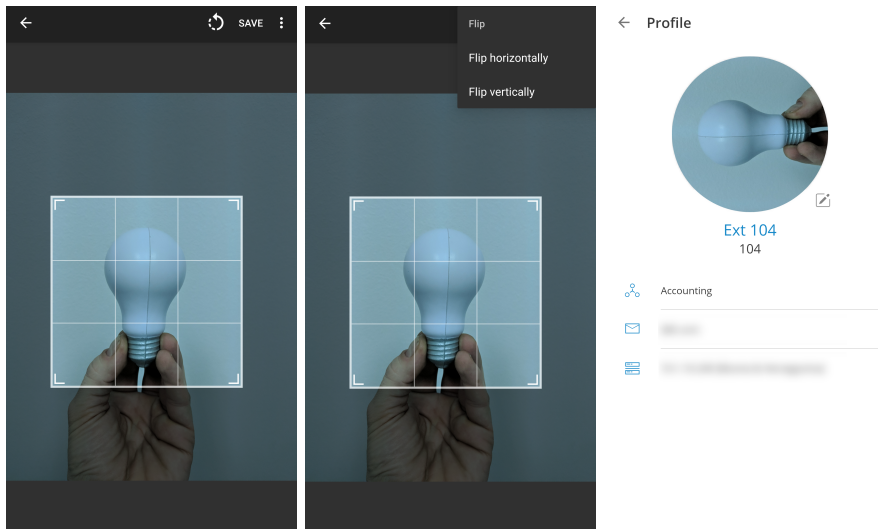 SAVE
Flip
Flip horizontally
Flip vertically
Profile
Ext 104
104
Accounting